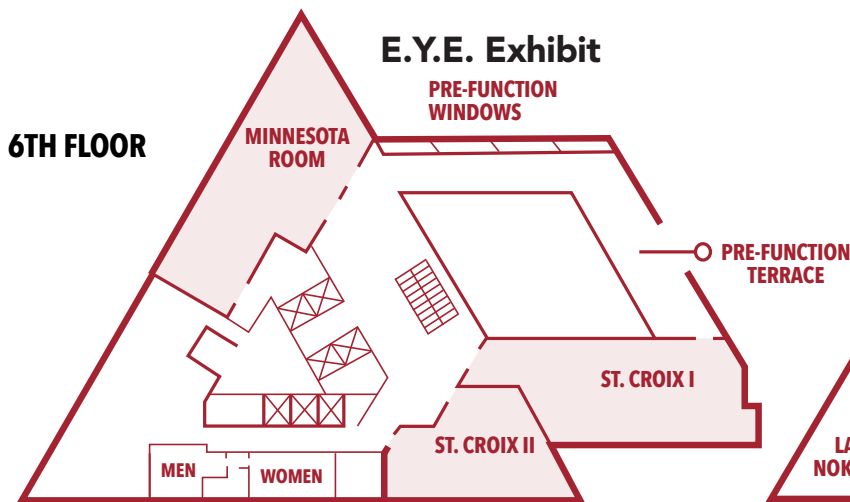 E.Y.E. Exhibit
PRE-FUNCTION
WINDOWS
6TH FLOOR
MINNESOTA
ROOM
PRE-FUNCTION
TERRACE
ST. CROIX I
ST. CROIX II
MEN
WOMEN